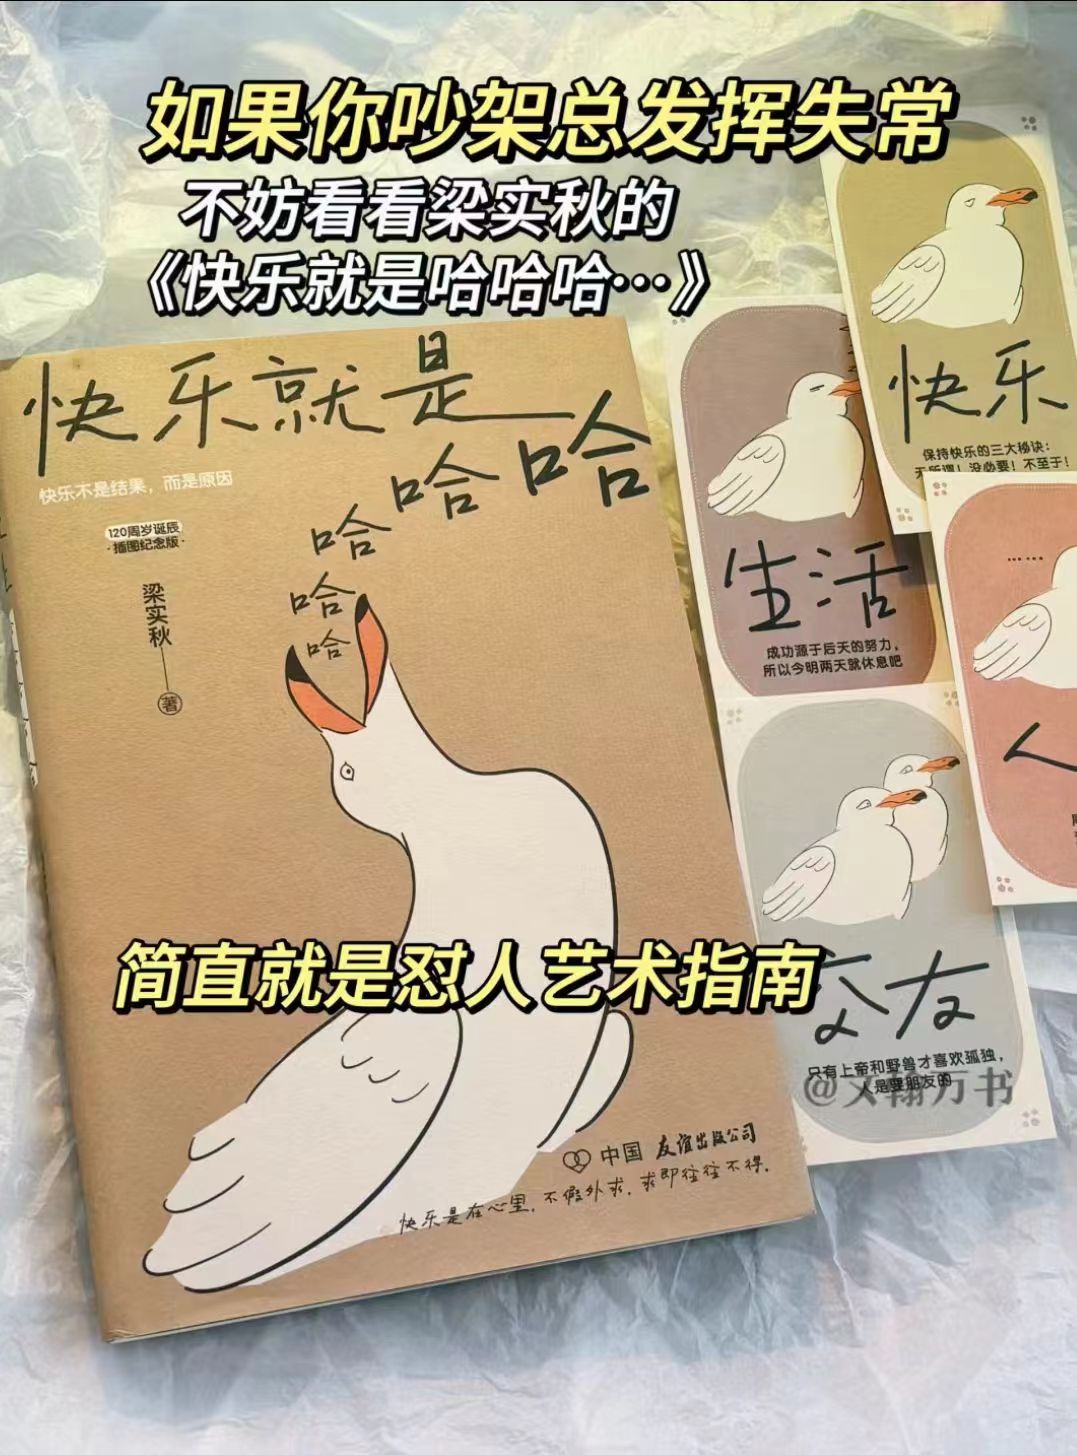 如果你吵架总发挥失常
不妨看看梁实秋的
《快乐就是哈哈哈…》
快乐就是
哈哈哈
哈
哈
快乐不是结果，而是原因
120周岁诞辰
·插图纪念版·
梁实秋——著
简直就是怼人艺术指南
中国友谊出版公司
快乐是在心里，不假外求，求即往往不得，
快乐
保持快乐的三大秘诀：
无所谓！没必要！不至于！
生活
成功源于后天的努力，
所以今明两天就休息吧
……
人
交友
只有上帝和野兽才喜欢孤独，
人是要朋友的
@文翰万书